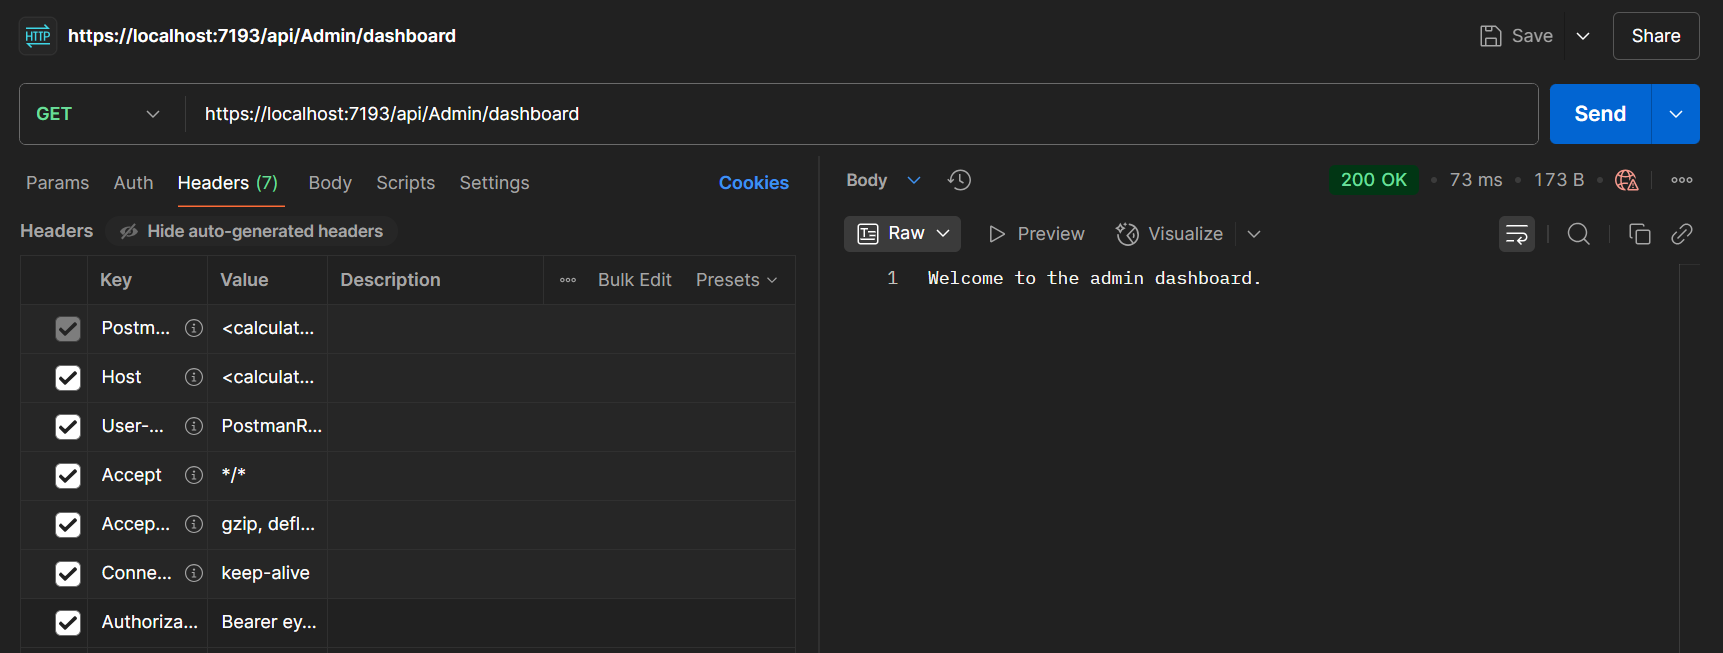 HTTP https://localhost:7193/api/Admin/dashboard Save Share
GET https://localhost:7193/api/Admin/dashboard Send
Params Auth Headers (7) Body Scripts Settings Cookies
Headers Hide auto-generated headers
Key Value Description Bulk Edit Presets
Postm... <calculat...
Host <calculat...
User-... PostmanR...
Accept */*
Accep... gzip, defl...
Conne... keep-alive
Authoriza... Bearer ey...
Body 200 OK • 73 ms • 173 B •
Raw Preview Visualize
1 Welcome to the admin dashboard.